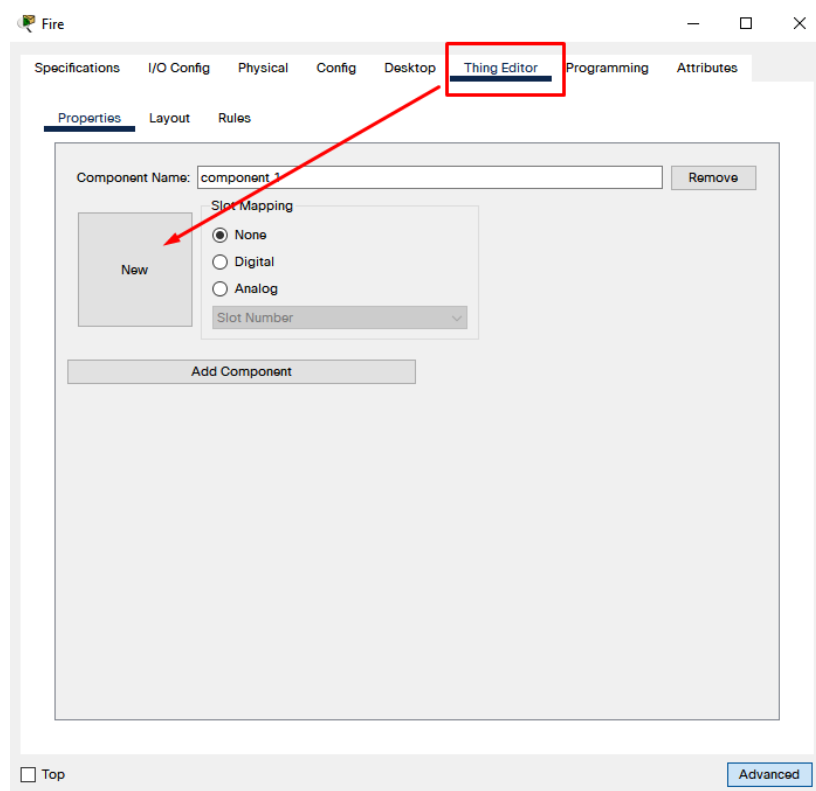 Fire
Specifications I/O Config Physical Config Desktop Thing Editor Programming Attributes
Properties Layout Rules
Component Name: component 1 Remove
Slot Mapping
None
New
Digital
Analog
Slot Number
Add Component
Top Advanced